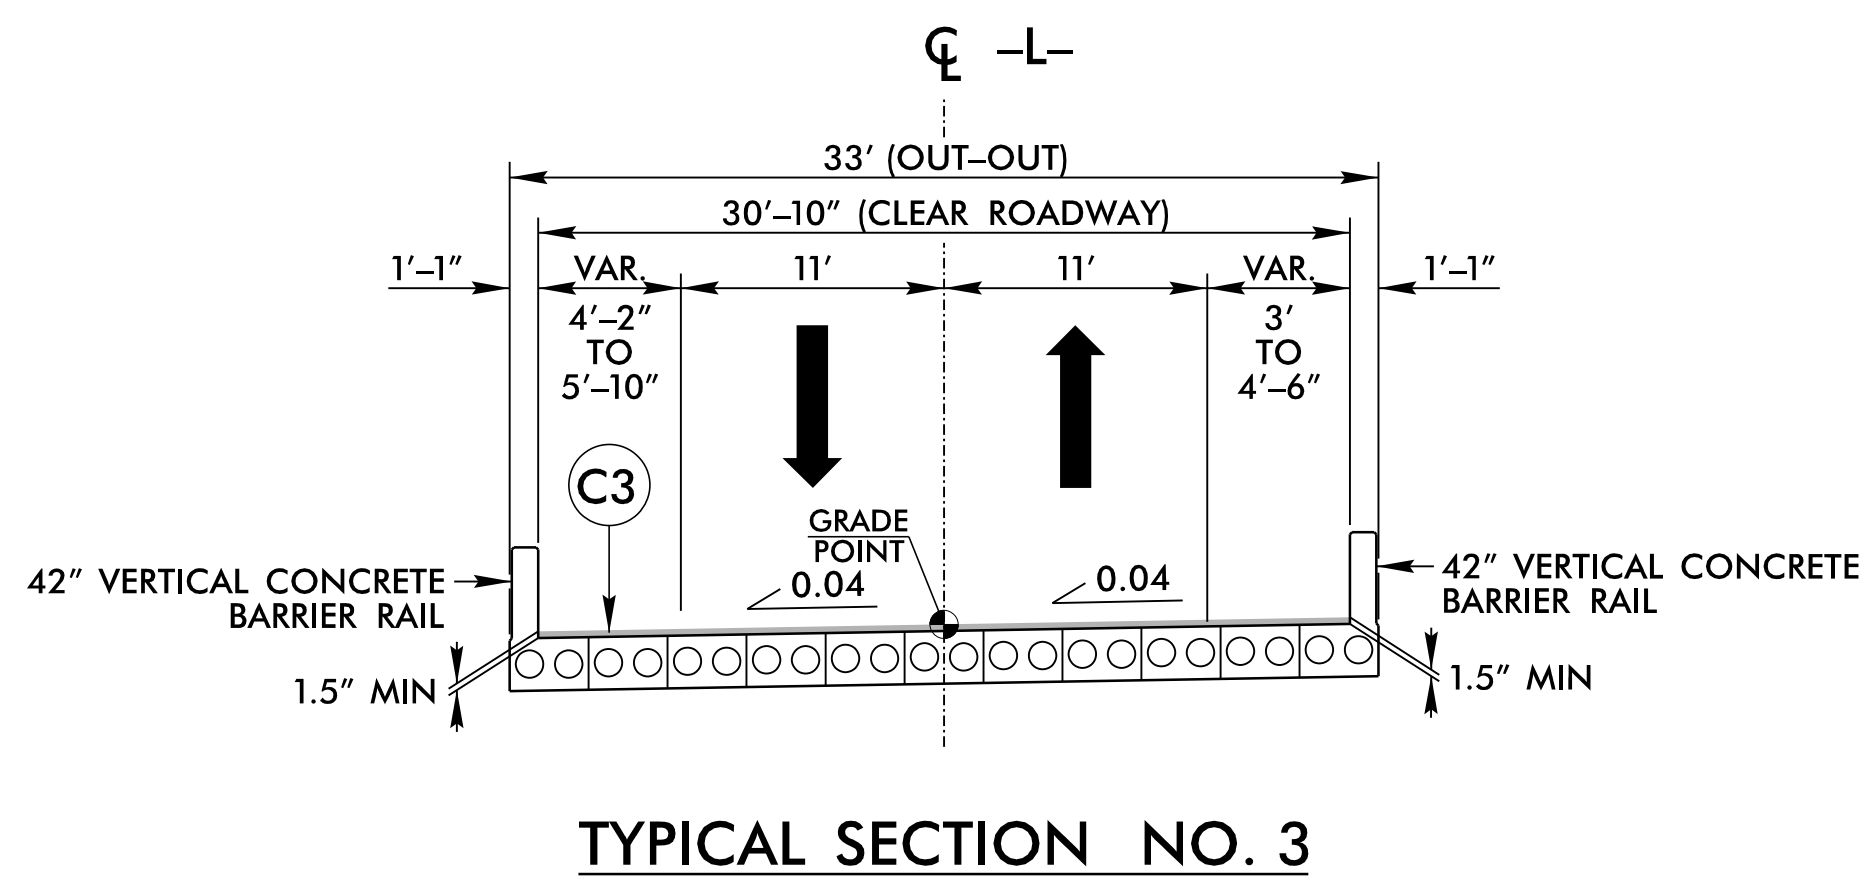 ℄ –L–
33' (OUT–OUT)
30'–10" (CLEAR ROADWAY)
1'–1" VAR. 11' 11' VAR. 1'–1"
4'–2"
TO
5'–10"
3'
TO
4'–6"
C3
GRADE
POINT
0.04
0.04
42" VERTICAL CONCRETE
BARRIER RAIL
42" VERTICAL CONCRETE
BARRIER RAIL
1.5" MIN
1.5" MIN
TYPICAL SECTION NO. 3